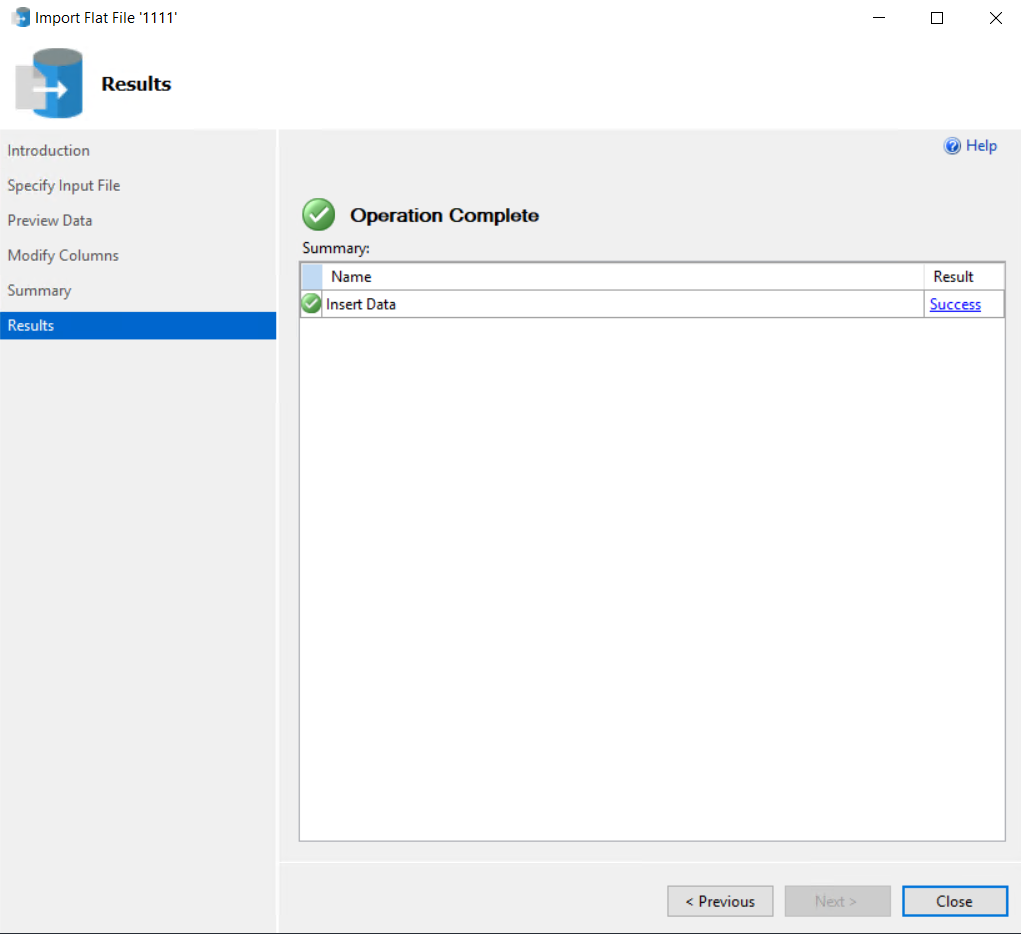 Import Flat File '1111'
Results
Introduction
Specify Input File
Preview Data
Modify Columns
Summary
Results
Help
Operation Complete
Summary:
Name Result
Insert Data Success
< Previous Next > Close